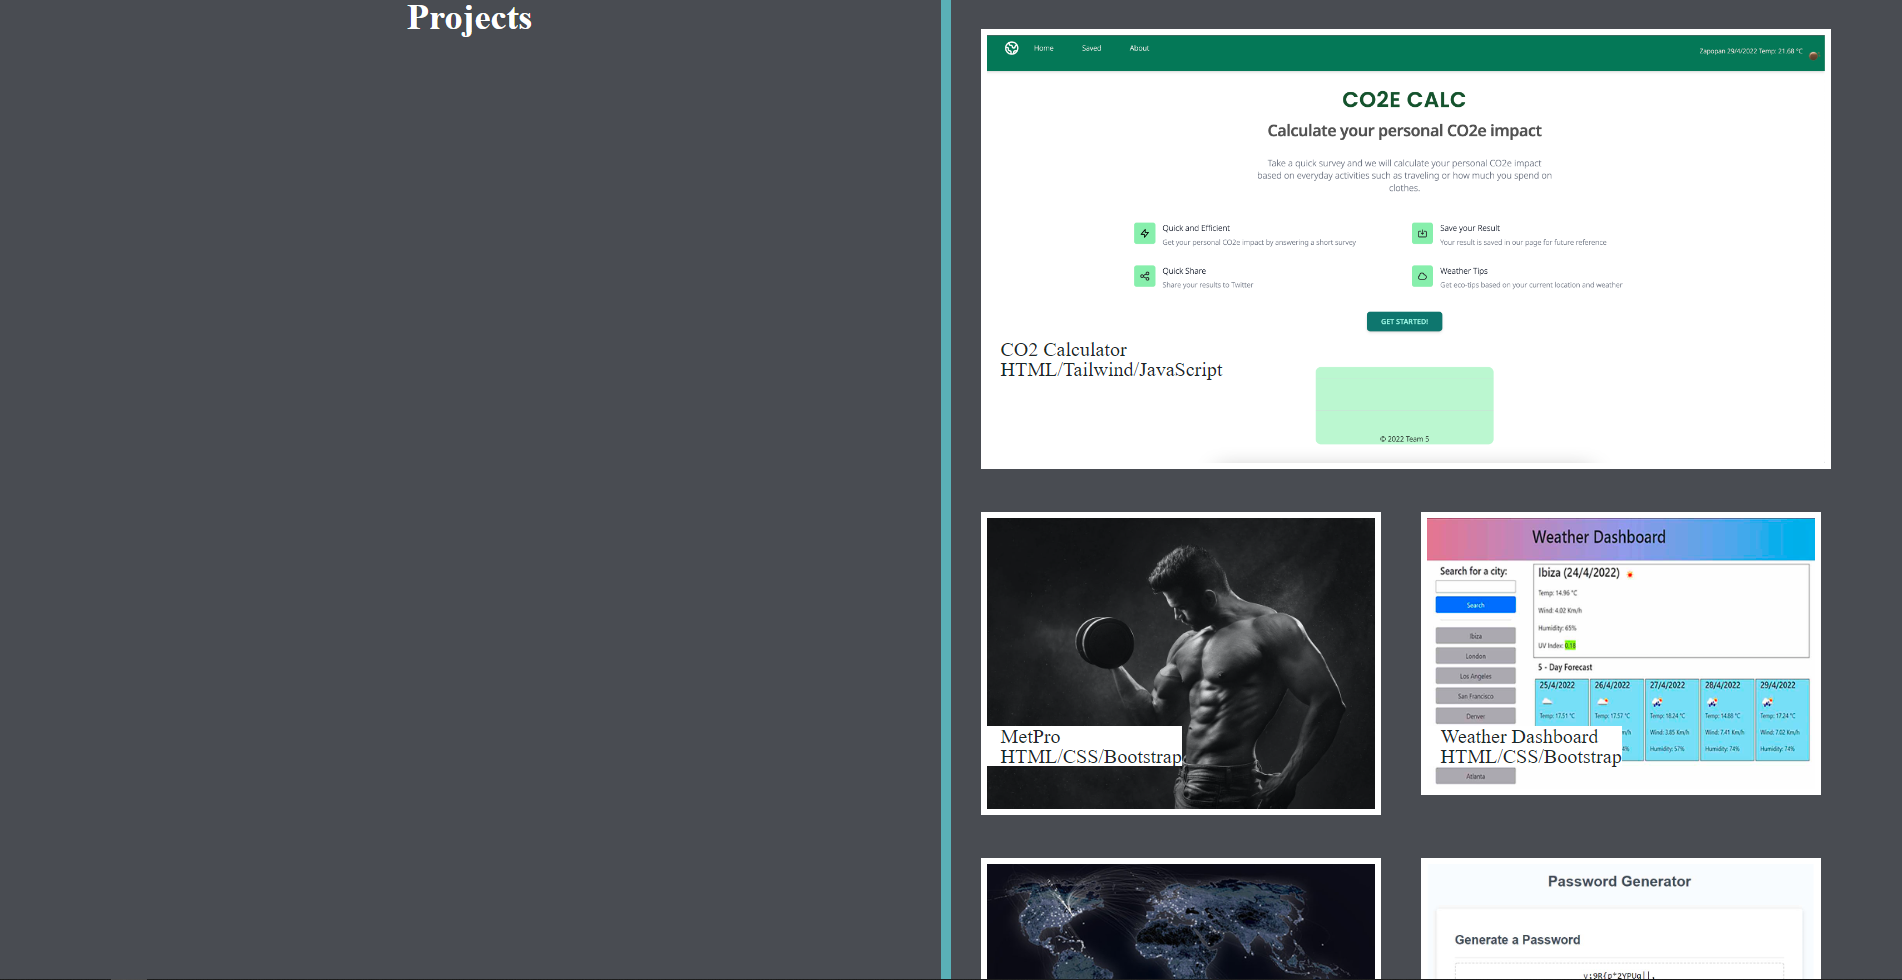 Projects
Home Saved About
Zapopan 29/4/2022 Temp: 21.68 °C
CO2E CALC
Calculate your personal CO2e impact
Take a quick survey and we will calculate your personal CO2e impact
based on everyday activities such as traveling or how much you spend on
clothes.
Quick and Efficient
Get your personal CO2e impact by answering a short survey
Save your Result
Your result is saved in our page for future reference
Quick Share
Share your results to Twitter
Weather Tips
Get eco-tips based on your current location and weather
GET STARTED!
CO2 Calculator
HTML/Tailwind/JavaScript
© 2022 Team 5
MetPro
HTML/CSS/Bootstrap
Weather Dashboard
Search for a city:
Search
Ibiza
London
Los Angeles
San Francisco
Denver
Atlanta
Ibiza (24/4/2022)
Temp: 14.96 °C
Wind: 4.02 Km/h
Humidity: 65%
UV Index: 0.18
5 - Day Forecast
25/4/2022 26/4/2022 27/4/2022 28/4/2022 29/4/2022
Temp: 17.51 °C Temp: 17.57 °C Temp: 18.24 °C Temp: 14.88 °C Temp: 17.24 °C
Wind: 3.85 Km/h Wind: 7.41 Km/h Wind: 7.02 Km/h
Humidity: 57% Humidity: 74% Humidity: 74%
Weather Dashboard
HTML/CSS/Bootstrap
Password Generator
Generate a Password